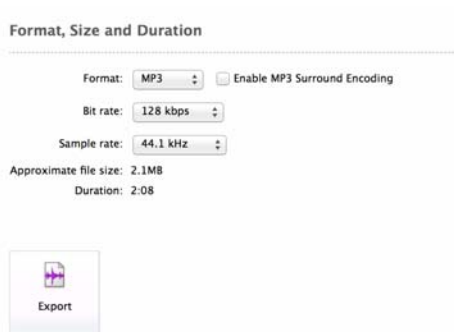 Format, Size and Duration
Format: MP3 Enable MP3 Surround Encoding
Bit rate: 128 kbps
Sample rate: 44.1 kHz
Approximate file size: 2.1MB
Duration: 2:08
Export